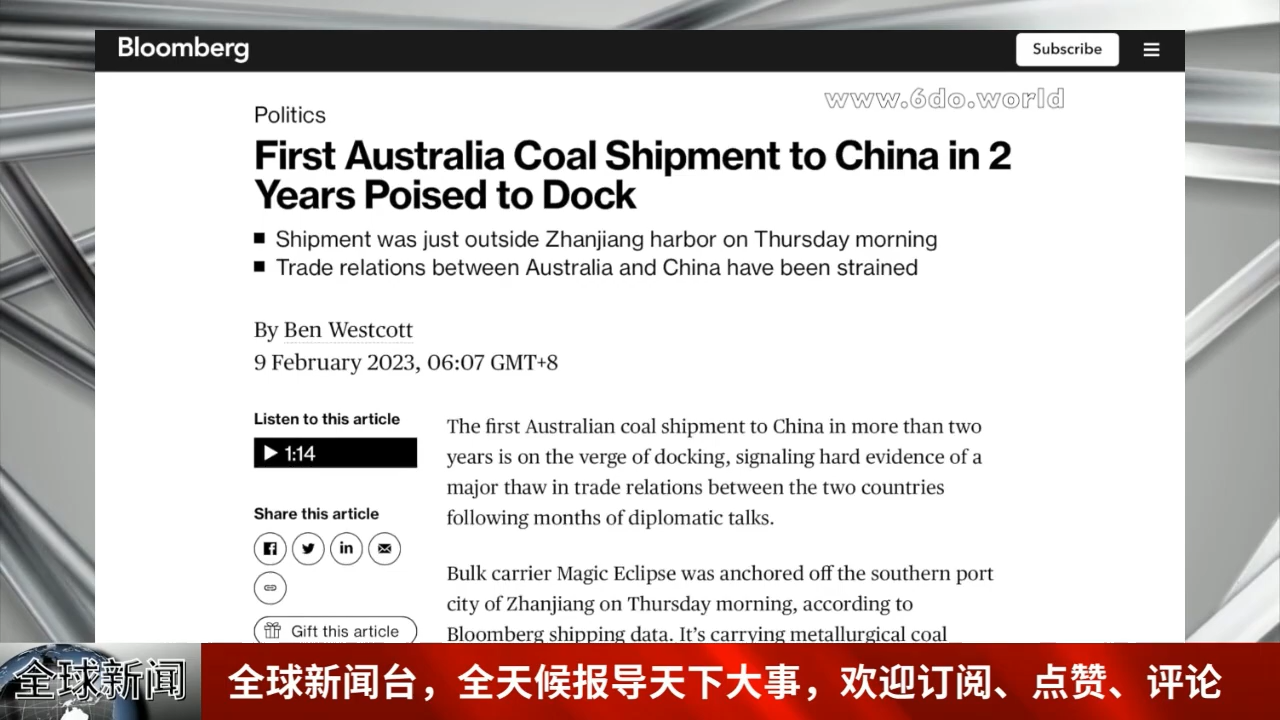 Bloomberg
Subscribe
www.6do.world
Politics
First Australia Coal Shipment to China in 2
Years Poised to Dock
Shipment was just outside Zhanjiang harbor on Thursday morning
Trade relations between Australia and China have been strained
By Ben Westcott
9 February 2023, 06:07 GMT+8
Listen to this article
1:14
Share this article
Gift this article
The first Australian coal shipment to China in more than two
years is on the verge of docking, signaling hard evidence of a
major thaw in trade relations between the two countries
following months of diplomatic talks.
Bulk carrier Magic Eclipse was anchored off the southern port
city of Zhanjiang on Thursday morning, according to
Bloomberg shipping data. It’s carrying metallurgical coal
全球新闻
全球新闻台，全天候报导天下大事，欢迎订阅、点赞、评论